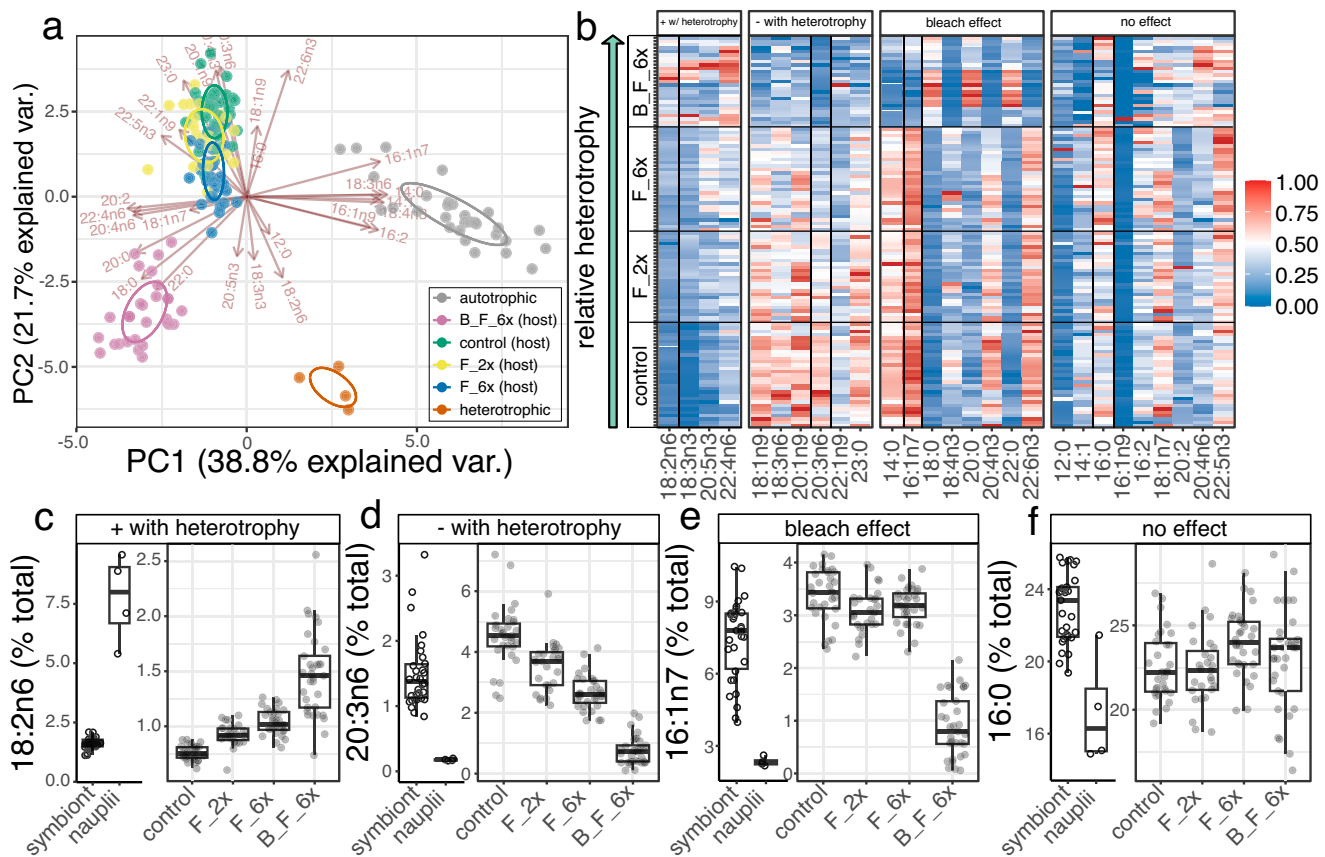 a
PC2 (21.7% explained var.)
2.5
0.0
-2.5
-5.0
-5.0
0.0
5.0
PC1 (38.8% explained var.)
23:0
22:1n9
22:5n3
22:6n3
18:1n9
16:0
16:1n7
18:3n6
14:0
16:1n9
16:2
20:2
22:4n6
20:4n6
18:1n7
20:0
18:0
22:0
20:5n3
18:3n3
12:0
18:2n6
autotrophic
B_F_6x (host)
control (host)
F_2x (host)
F_6x (host)
heterotrophic
b
+ w/ heterotrophy
- with heterotrophy
bleach effect
no effect
relative heterotrophy
B_F_6x
F_6x
F_2x
control
18:2n6
18:3n3
20:5n3
22:4n6
18:1n9
18:3n6
20:1n9
20:3n6
22:1n9
23:0
14:0
16:1n7
18:0
18:4n3
20:0
20:4n3
22:0
22:6n3
12:0
14:1
16:0
16:1n9
16:2
18:1n7
20:2
20:4n6
22:5n3
1.00
0.75
0.50
0.25
0.00
c
+ with heterotrophy
18:2n6 (% total)
7.5
5.0
2.5
0.0
2.5
2.0
1.5
1.0
symbiont
nauplii
control
F_2x
F_6x
B_F_6x
d
- with heterotrophy
20:3n6 (% total)
3
2
1
0
6
4
2
0
symbiont
nauplii
control
F_2x
F_6x
B_F_6x
e
bleach effect
16:1n7 (% total)
9
6
3
4
3
2
1
0
symbiont
nauplii
control
F_2x
F_6x
B_F_6x
f
no effect
16:0 (% total)
24
20
16
25
20
symbiont
nauplii
control
F_2x
F_6x
B_F_6x